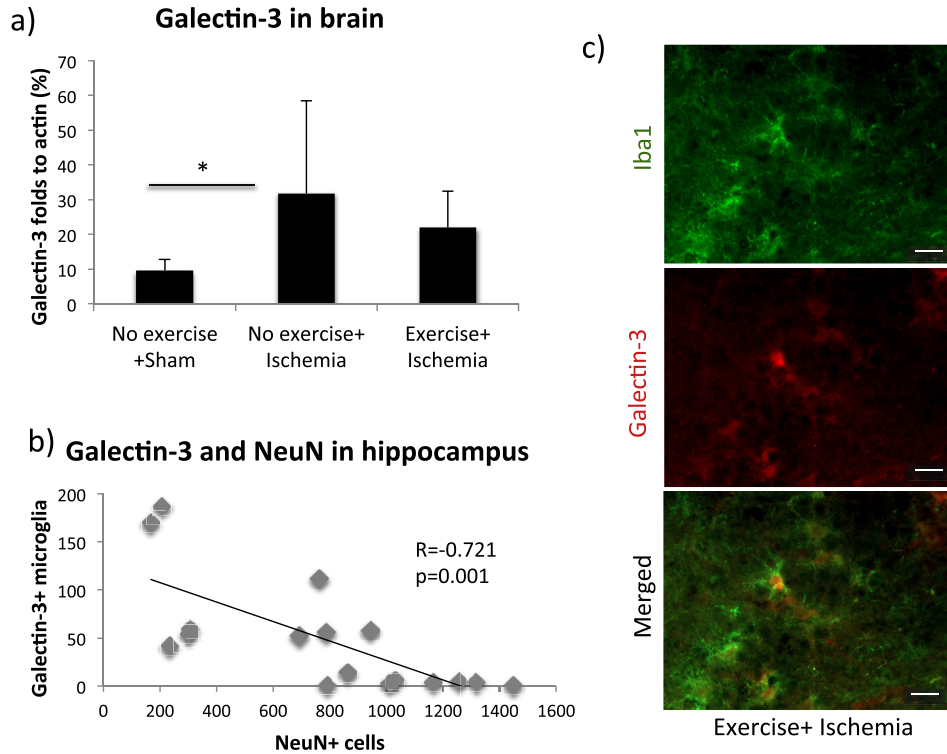 a)
Galectin-3 in brain
Galectin-3 folds to actin (%)
70
60
50
40
30
20
10
0
*
No exercise
+Sham
No exercise+
Ischemia
Exercise+
Ischemia
b)
Galectin-3 and NeuN in hippocampus
Galectin-3+ microglia
200
150
100
50
0
R=-0.721
p=0.001
0 200 400 600 800 1000 1200 1400 1600
NeuN+ cells
c)
Iba1
Galectin-3
Merged
Exercise+ Ischemia